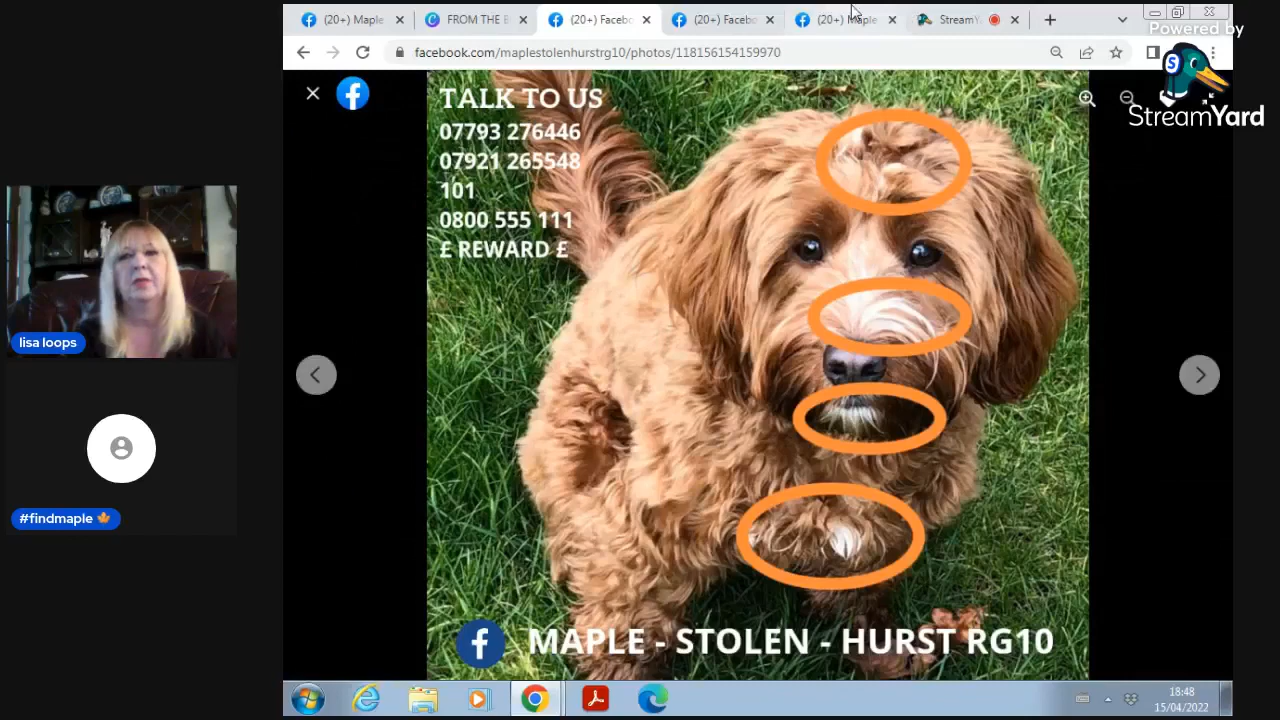 (20+) Maple
FROM THE B
(20+) Facebo
(20+) Facebo
(20+) Maple
StreamY
Powered by
StreamYard
facebook.com/maplestolenhurstrg10/photos/118156154159970
TALK TO US
07793 276446
07921 265548
101
0800 555 111
£ REWARD £
lisa loops
#findmaple
MAPLE - STOLEN - HURST RG10
18:48
15/04/2022